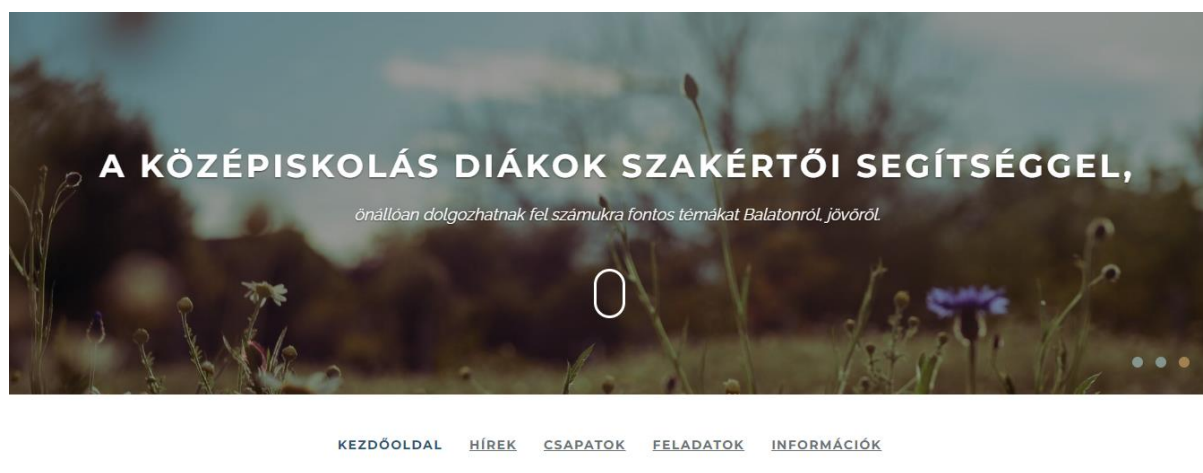 A KÖZÉPISKOLÁS DIÁKOK SZAKÉRTŐI SEGÍTSÉGGEL,
önállóan dolgozhatnak fel számukra fontos témákat Balatonról, jövőről.
KEZDŐOLDAL HÍREK CSAPATOK FELADATOK INFORMÁCIÓK